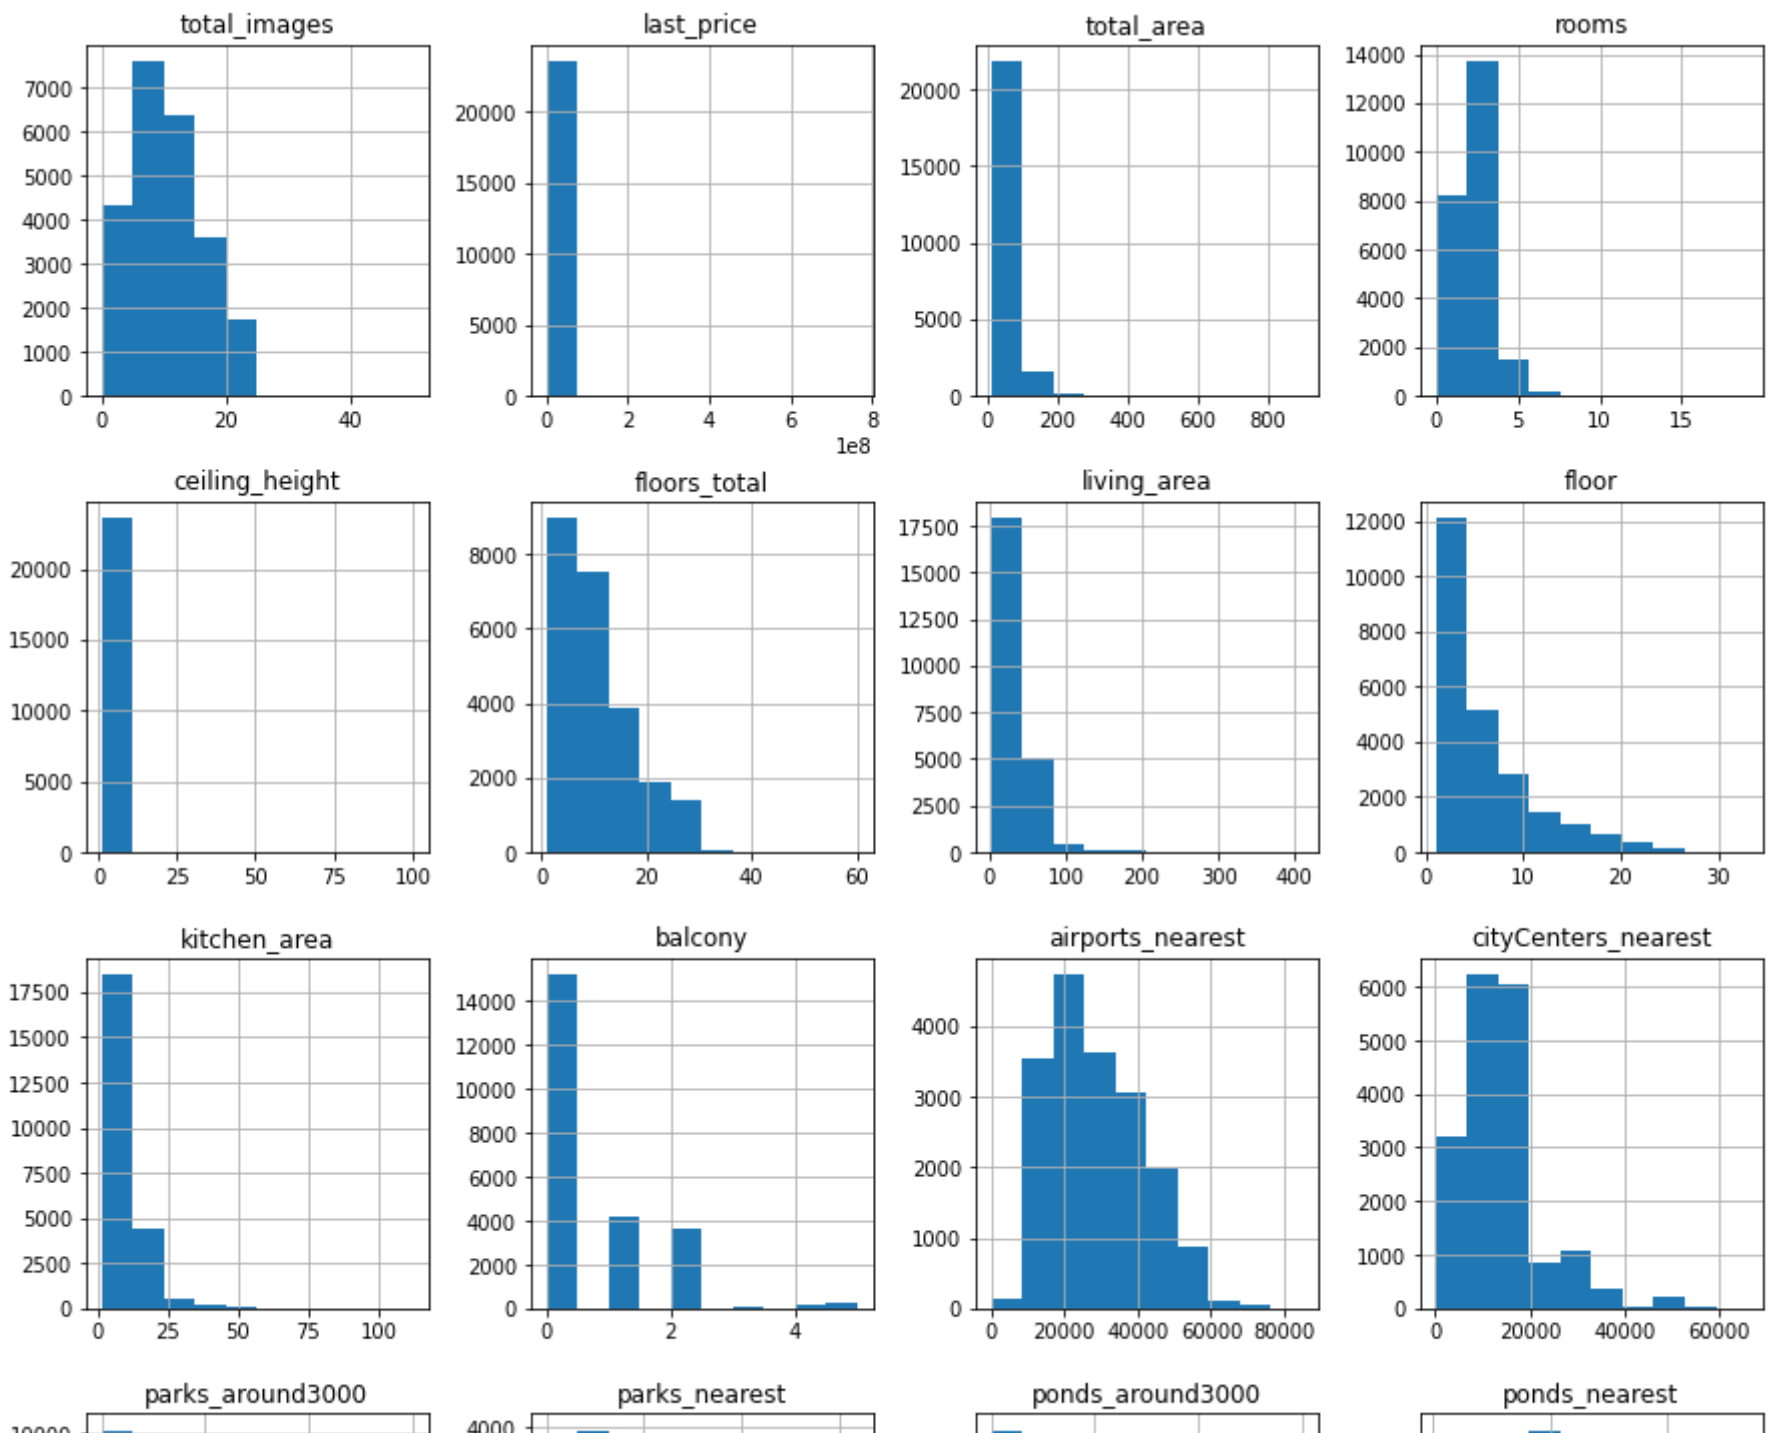 total_images last_price total_area rooms
7000 6000 5000 4000 3000 2000 1000 0
0 20 40
20000 15000 10000 5000 0
0 2 4 6 8
1e8
20000 15000 10000 5000 0
0 200 400 600 800
14000 12000 10000 8000 6000 4000 2000 0
0 5 10 15
ceiling_height floors_total living_area floor
20000 15000 10000 5000 0
0 25 50 75 100
8000 6000 4000 2000 0
0 20 40 60
17500 15000 12500 10000 7500 5000 2500 0
0 100 200 300 400
12000 10000 8000 6000 4000 2000 0
0 10 20 30
kitchen_area balcony airports_nearest cityCenters_nearest
17500 15000 12500 10000 7500 5000 2500 0
0 25 50 75 100
14000 12000 10000 8000 6000 4000 2000 0
0 2 4
4000 3000 2000 1000 0
0 20000 40000 60000 80000
6000 5000 4000 3000 2000 1000 0
0 20000 40000 60000
parks_around3000 parks_nearest ponds_around3000 ponds_nearest
4000